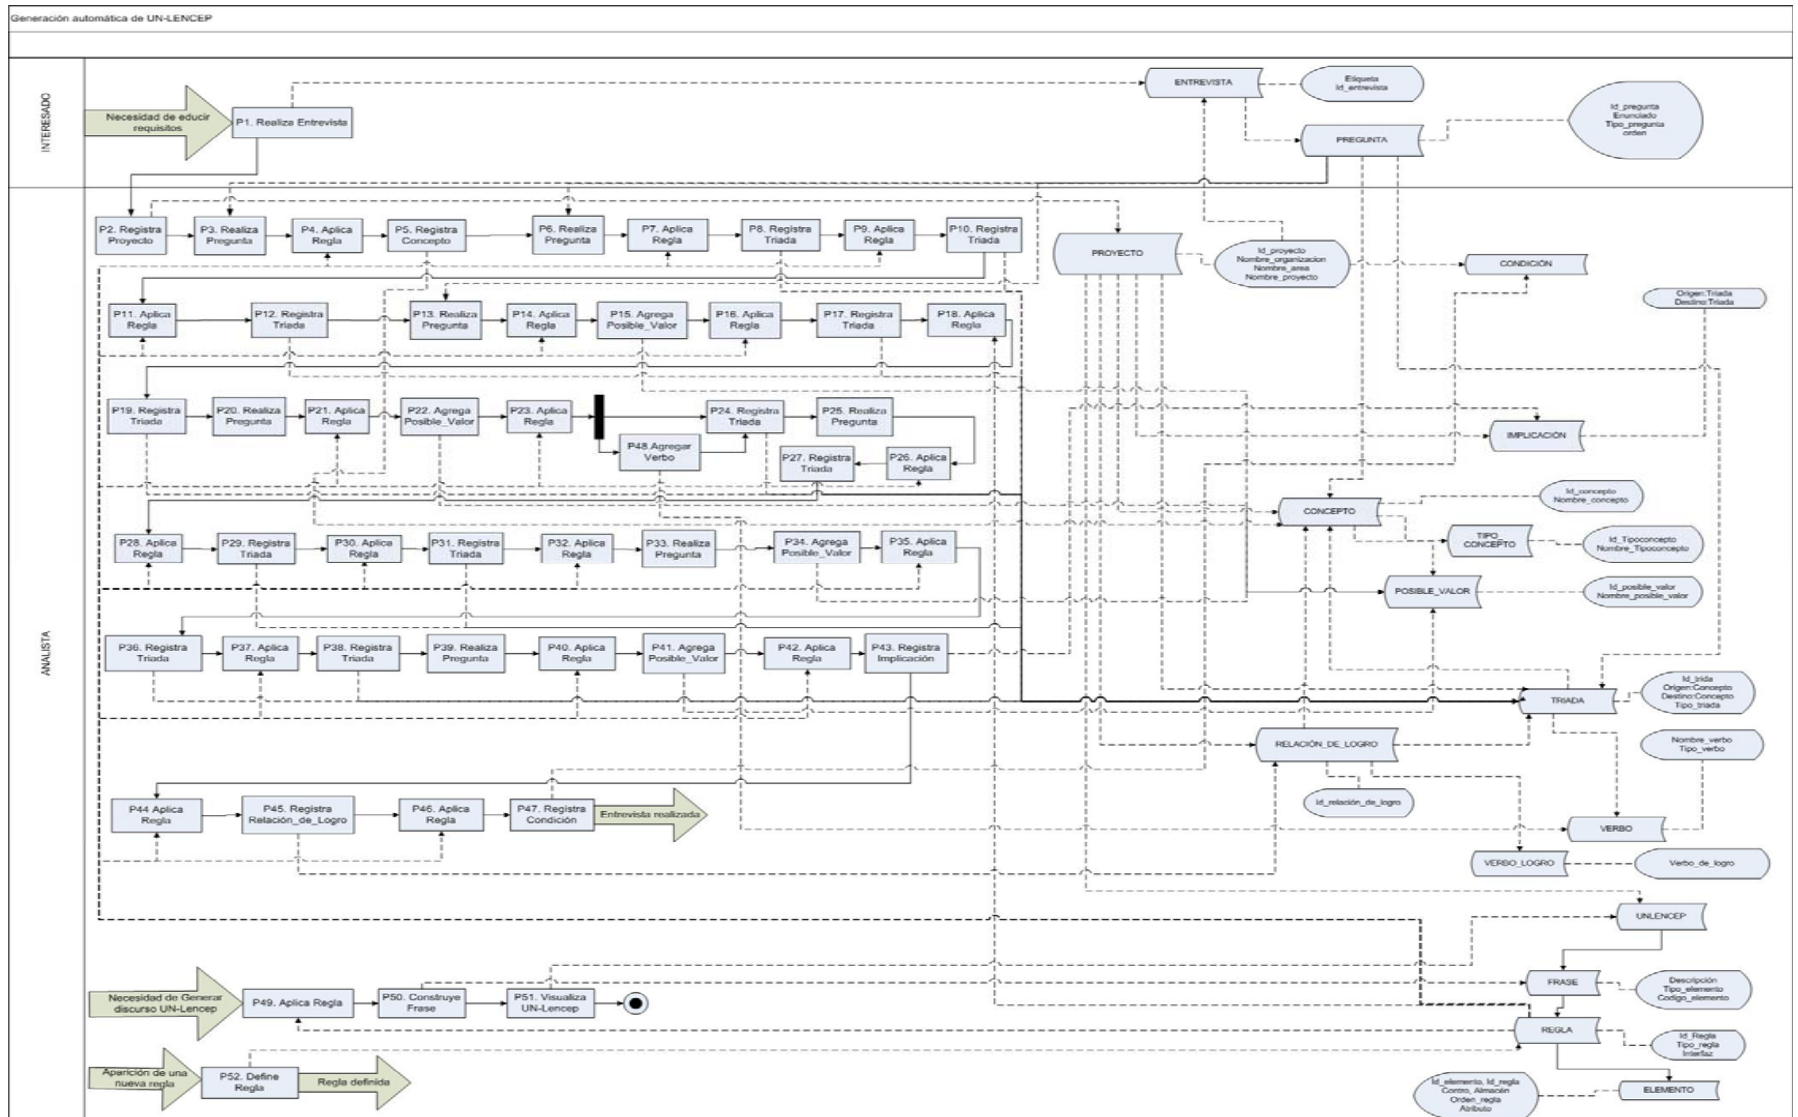 Generación automática de UN-LENCEP
INTERESADO
Necesidad de educir
requisitos
P1. Realiza Entrevista
ENTREVISTA
Etiqueta
Id_entrevista
PREGUNTA
Id_pregunta
Enunciado
Tipo_pregunta
orden
ANALISTA
P2. Registra
Proyecto
P3. Realiza
Pregunta
P4. Aplica
Regla
P5. Registra
Concepto
P6. Realiza
Pregunta
P7. Aplica
Regla
P8. Registra
Triada
P9. Aplica
Regla
P10. Registra
Triada
PROYECTO
Id_proyecto
Nombre_organizacion
Nombre_area
Nombre_proyecto
CONDICIÓN
P11. Aplica
Regla
P12. Registra
Triada
P13. Realiza
Pregunta
P14. Aplica
Regla
P15. Agrega
Posible_Valor
P16. Aplica
Regla
P17. Registra
Triada
P18. Aplica
Regla
Origen:Triada
Destino:Triada
P19. Registra
Triada
P20. Realiza
Pregunta
P21. Aplica
Regla
P22. Agrega
Posible_Valor
P23. Aplica
Regla
P24. Registra
Triada
P25. Realiza
Pregunta
P48 Agregar
Verbo
P27. Registra
Triada
P26. Aplica
Regla
IMPLICACIÓN
CONCEPTO
Id_concepto
Nombre_concepto
P28. Aplica
Regla
P29. Registra
Triada
P30. Aplica
Regla
P31. Registra
Triada
P32. Aplica
Regla
P33. Realiza
Pregunta
P34. Agrega
Posible_Valor
P35. Aplica
Regla
TIPO_
CONCEPTO
Id_Tipoconcepto
Nombre_Tipoconcepto
POSIBLE_VALOR
Id_posible_valor
Nombre_posible_valor
P36. Registra
Triada
P37. Aplica
Regla
P38. Registra
Triada
P39. Realiza
Pregunta
P40. Aplica
Regla
P41. Agrega
Posible_Valor
P42. Aplica
Regla
P43. Registra
Implicación
TRIADA
Id_trida
Origen:Concepto
Destino:Concepto
Tipo_triada
RELACIÓN_DE_LOGRO
Nombre_verbo
Tipo_verbo
Id_relación_de_logro
P44 Aplica
Regla
P45. Registra
Relación_de_Logro
P46. Aplica
Regla
P47. Registra
Condición
Entrevista realizada
VERBO
VERBO_LOGRO
Verbo_de_logro
UNLENCEP
Necesidad de Generar
discurso UN-Lencep
P49. Aplica Regla
P50. Construye
Frase
P51. Visualiza
UN-Lencep
FRASE
Descripción
Tipo_elemento
Codigo_elemento
REGLA
Id_Regla
Tipo_regla
Interfaz
Aparición de una
nueva regla
P52. Define
Regla
Regla definida
Id_elemento, Id_regla
Contro, Almacén
Orden_regla
Atributo
ELEMENTO